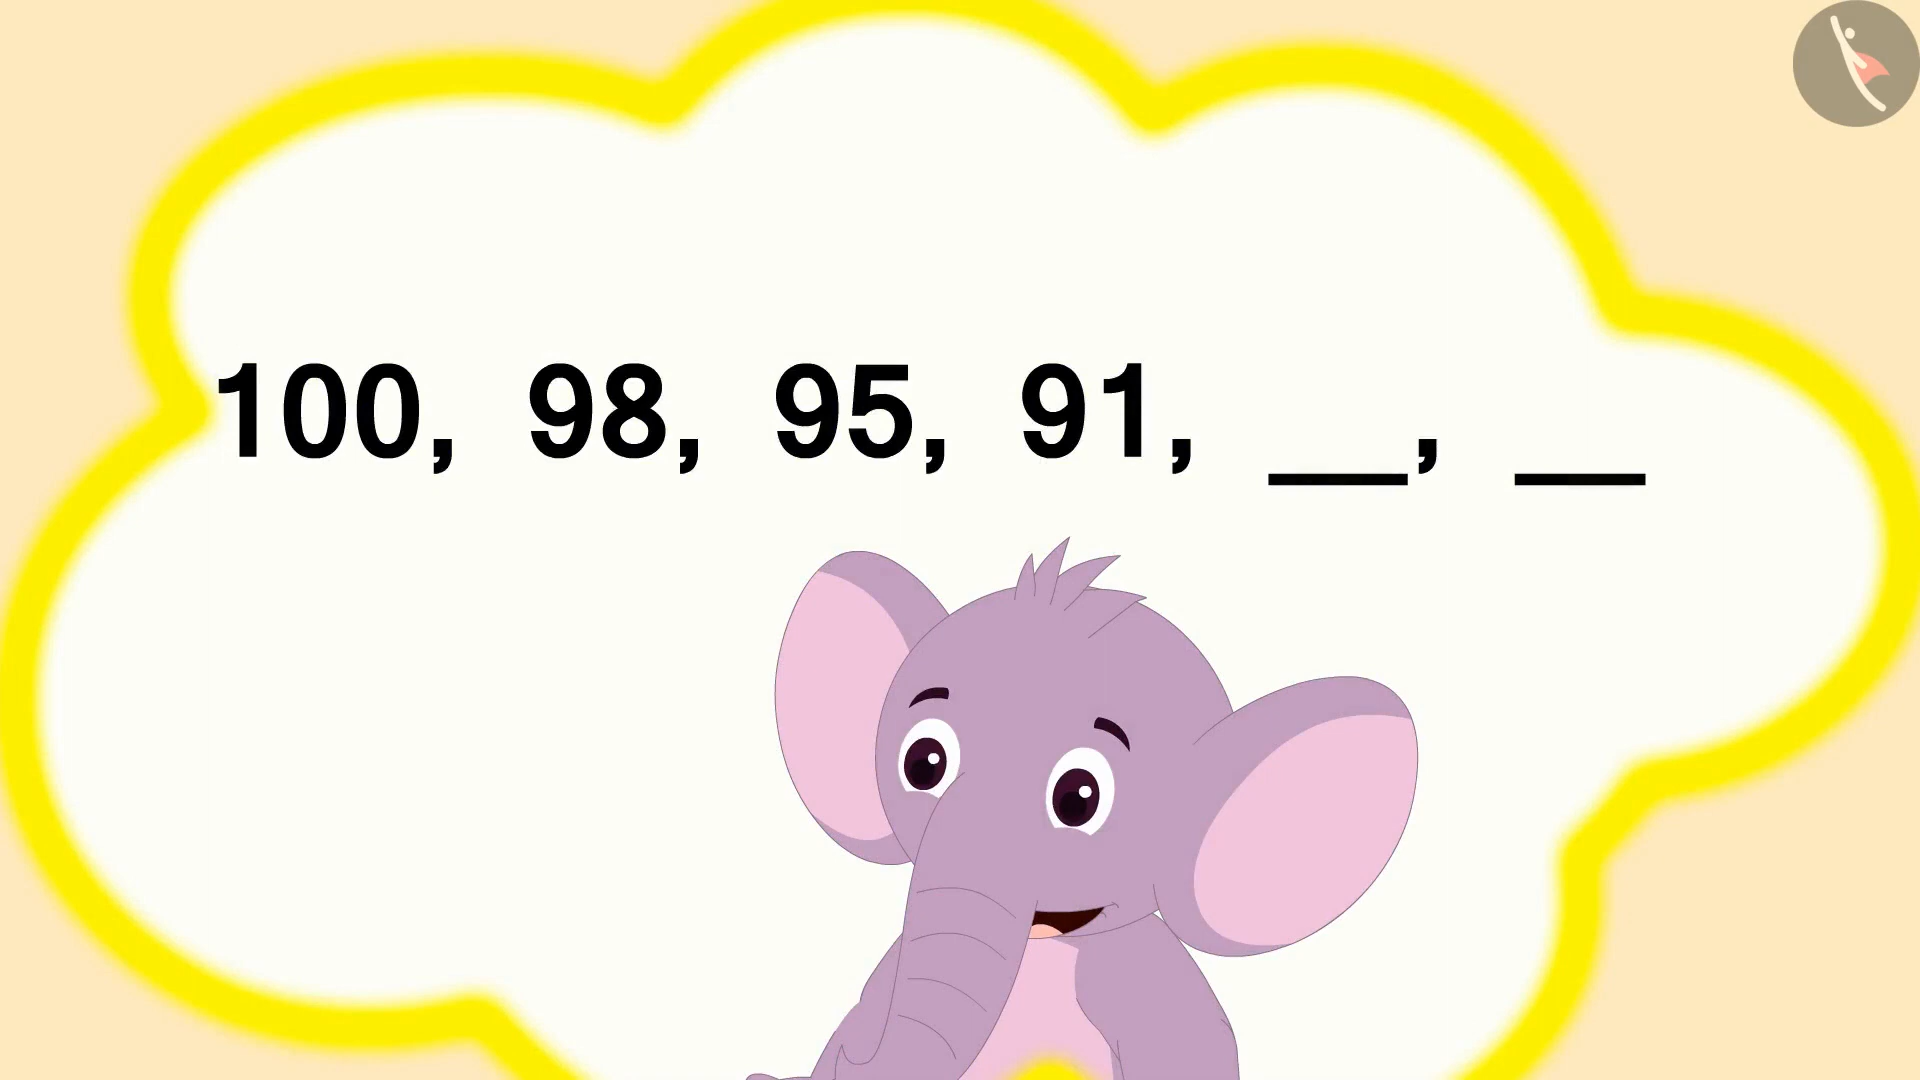 100, 98, 95, 91, __, __